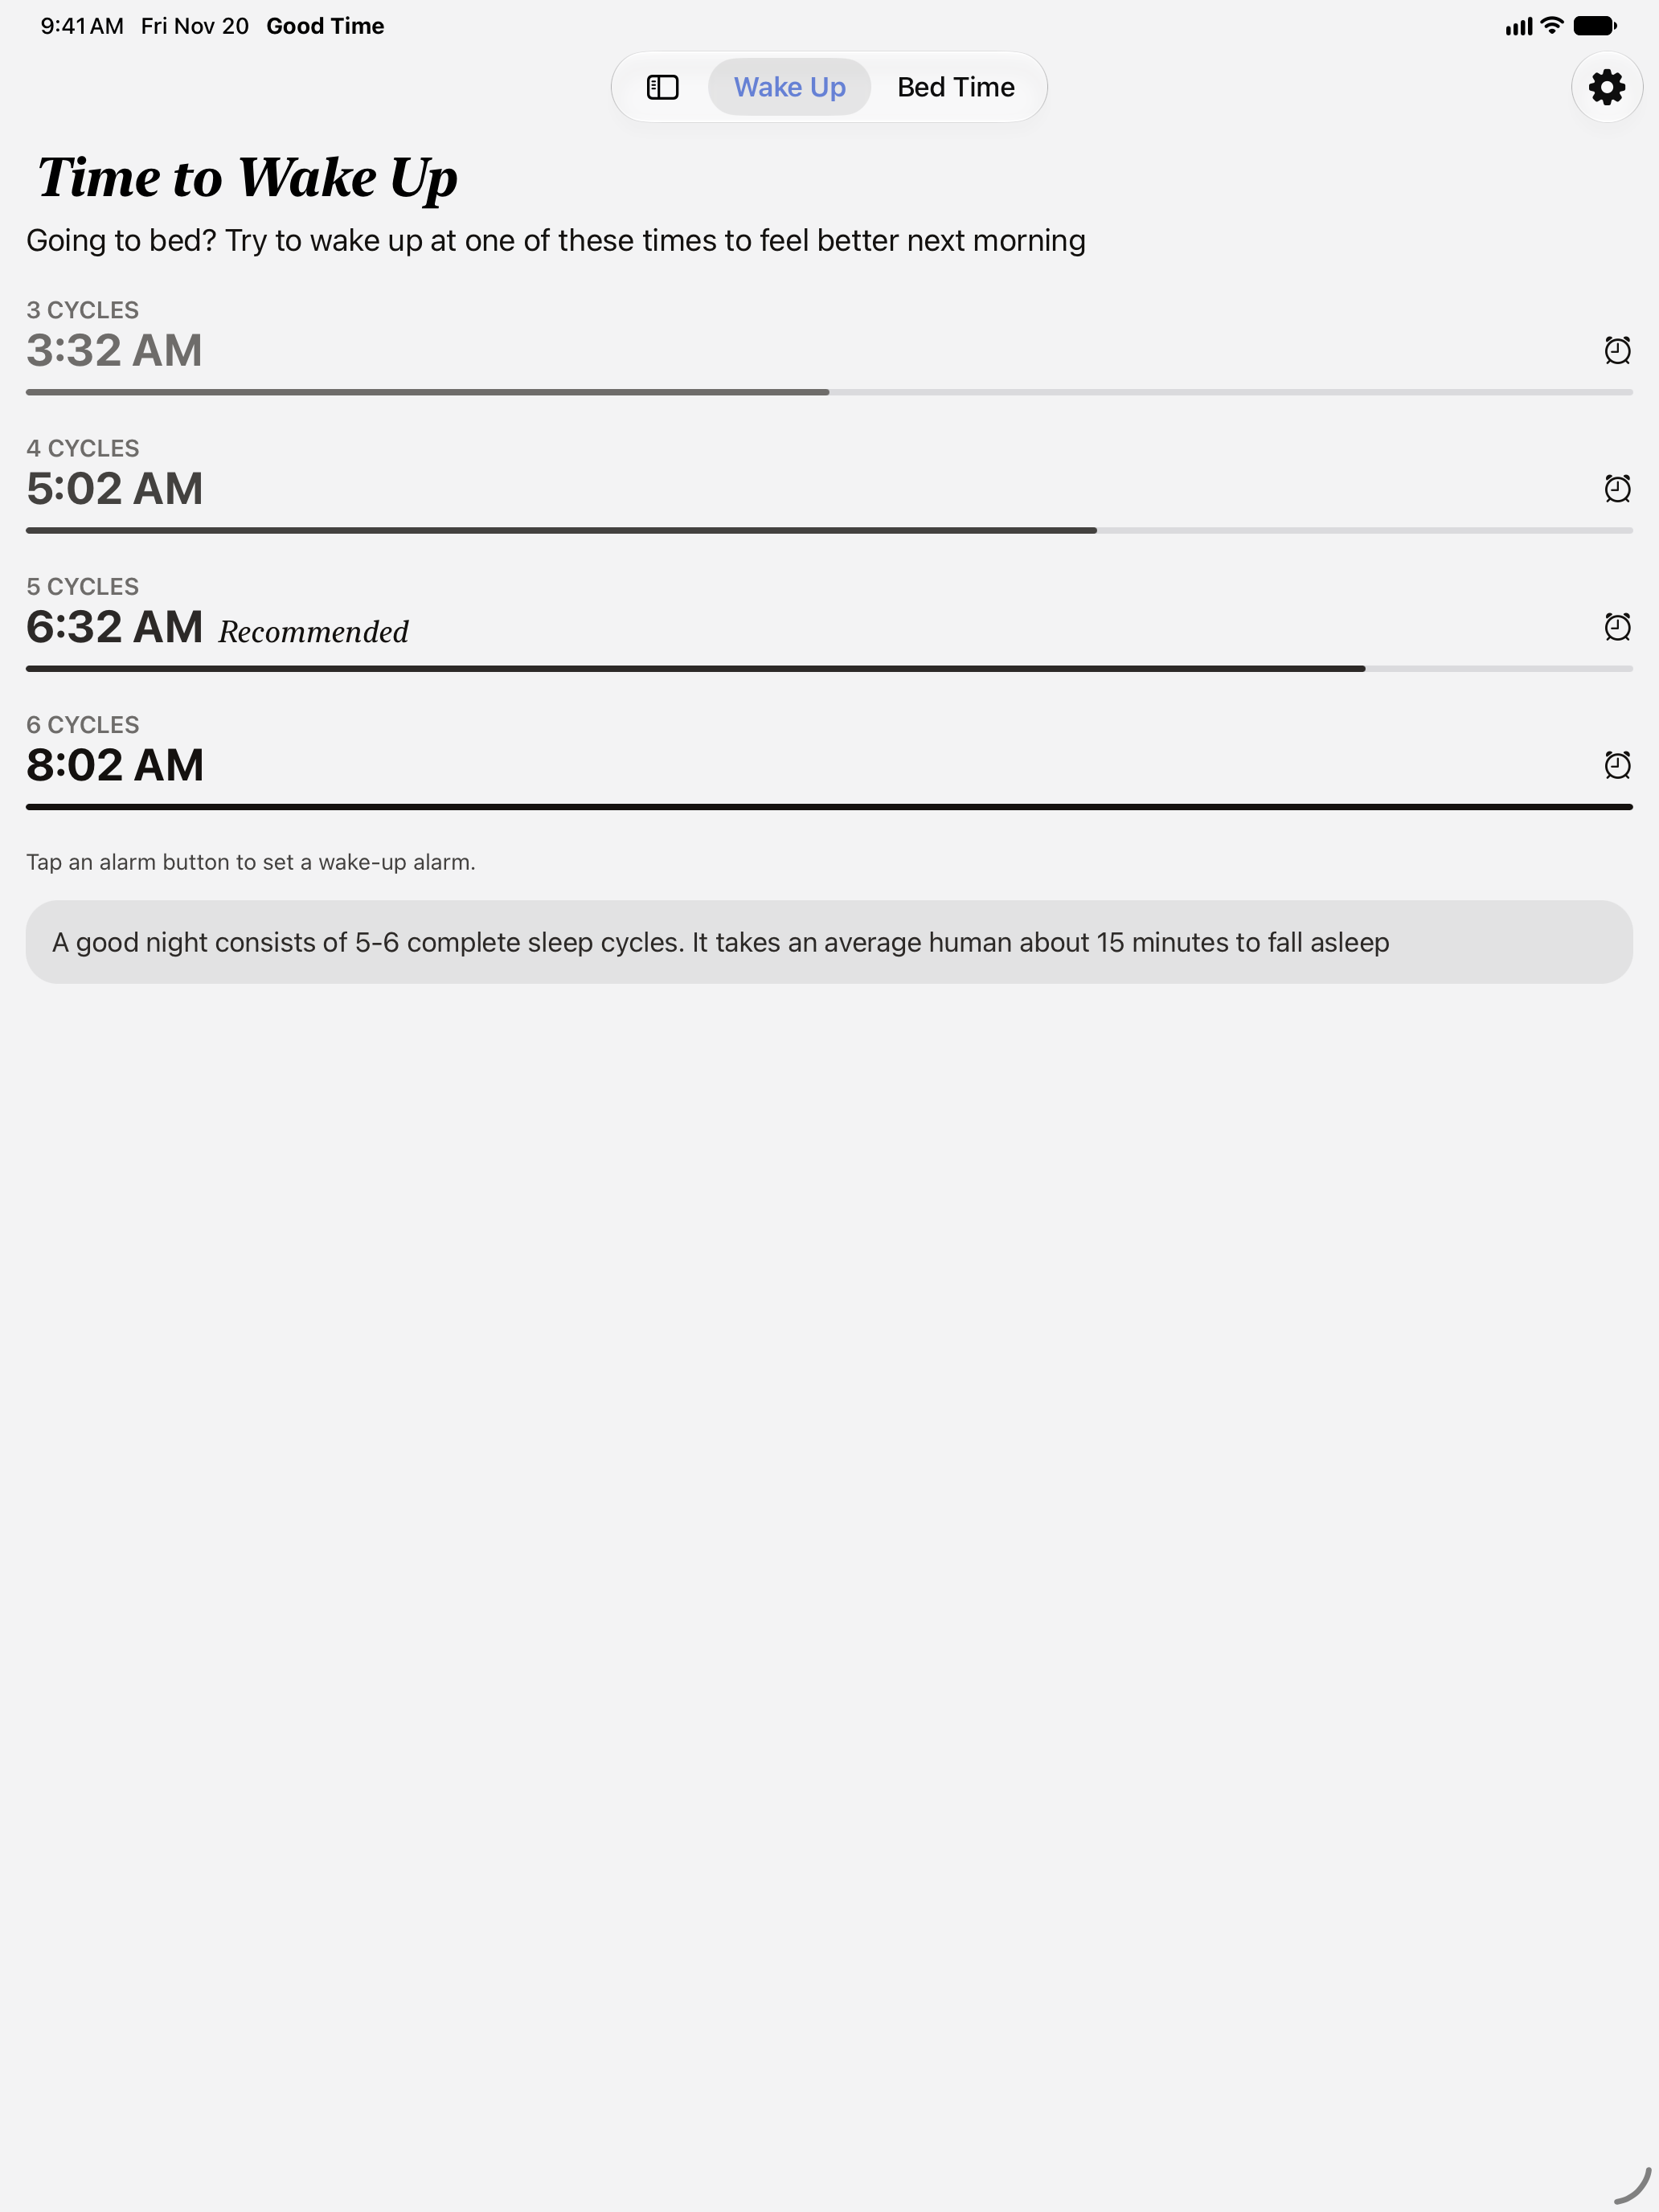 9:41 AM Fri Nov 20 Good Time
Wake Up Bed Time
Time to Wake Up
Going to bed? Try to wake up at one of these times to feel better next morning
3 CYCLES
3:32 AM
4 CYCLES
5:02 AM
5 CYCLES
6:32 AM Recommended
6 CYCLES
8:02 AM
Tap an alarm button to set a wake-up alarm.
A good night consists of 5-6 complete sleep cycles. It takes an average human about 15 minutes to fall asleep